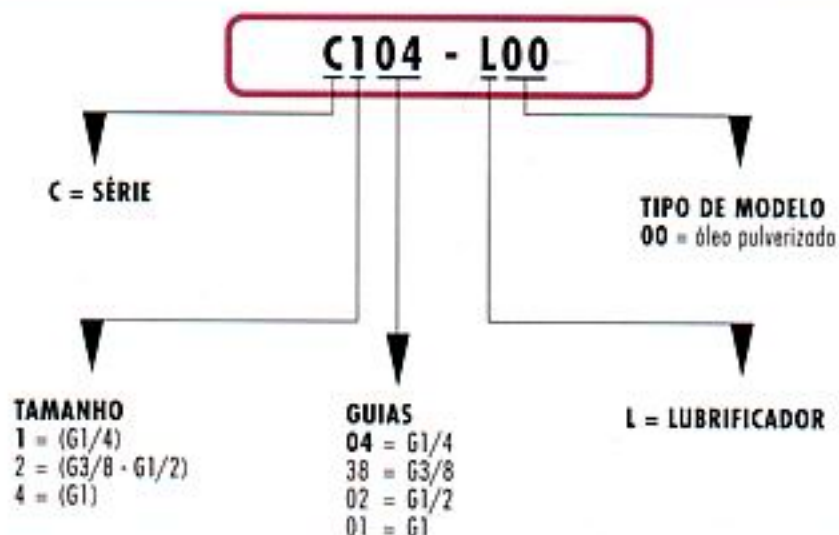 C104 - L00
C = SÉRIE
TIPO DE MODELO
00 = óleo pulverizado
TAMANHO
1 = (G1/4)
2 = (G3/8 - G1/2)
4 = (G1)
GUIAS
04 = G1/4
38 = G3/8
02 = G1/2
01 = G1
L = LUBRIFICADOR